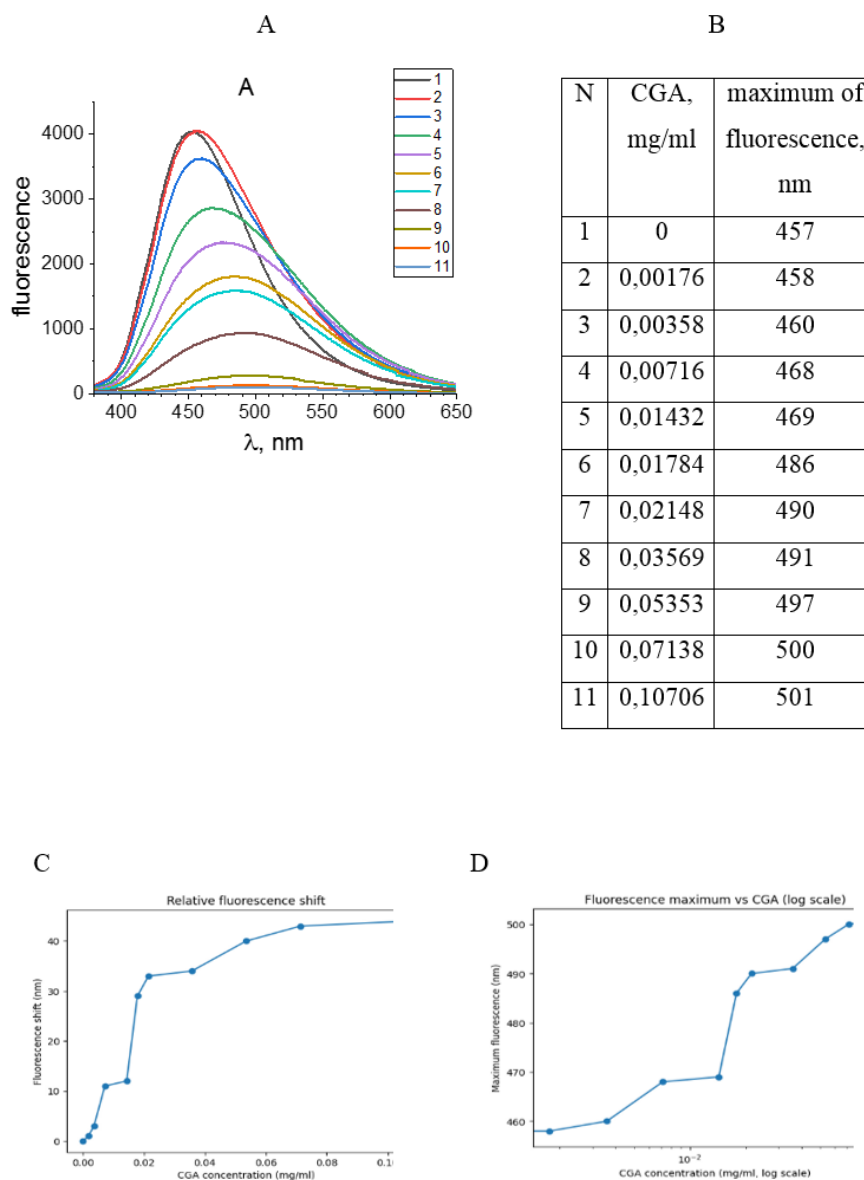 A
B
A
fluorescence
4000
3000
2000
1000
0
400 450 500 550 600 650
λ, nm
1
2
3
4
5
6
7
8
9
10
11
N CGA, mg/ml maximum of fluorescence, nm
1 0 457
2 0,00176 458
3 0,00358 460
4 0,00716 468
5 0,01432 469
6 0,01784 486
7 0,02148 490
8 0,03569 491
9 0,05353 497
10 0,07138 500
11 0,10706 501
C
Relative fluorescence shift
Fluorescence shift (nm)
40
30
20
10
0
0.00 0.02 0.04 0.06 0.08 0.10
CGA concentration (mg/ml)
D
Fluorescence maximum vs CGA (log scale)
Maximum fluorescence (nm)
500
490
480
470
460
10⁻²
CGA concentration (mg/ml, log scale)